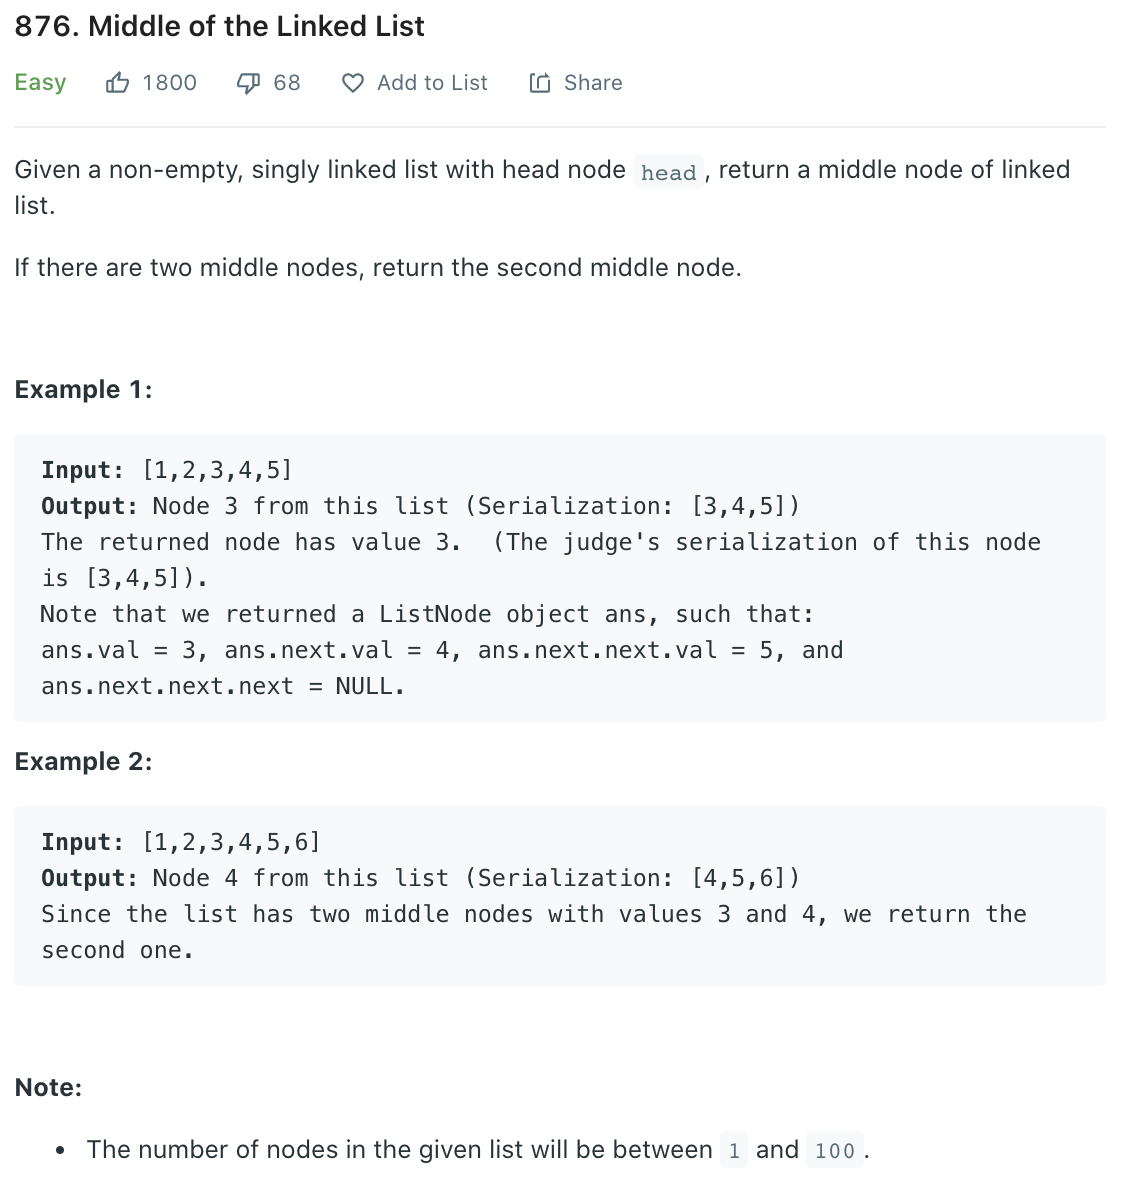 876. Middle of the Linked List
Easy 1800 68 Add to List Share
Given a non-empty, singly linked list with head node head, return a middle node of linked
list.
If there are two middle nodes, return the second middle node.
Example 1:
Input: [1,2,3,4,5]
Output: Node 3 from this list (Serialization: [3,4,5])
The returned node has value 3.  (The judge's serialization of this node
is [3,4,5]).
Note that we returned a ListNode object ans, such that:
ans.val = 3, ans.next.val = 4, ans.next.next.val = 5, and
ans.next.next.next = NULL.
Example 2:
Input: [1,2,3,4,5,6]
Output: Node 4 from this list (Serialization: [4,5,6])
Since the list has two middle nodes with values 3 and 4, we return the
second one.
Note:
• The number of nodes in the given list will be between 1 and 100.